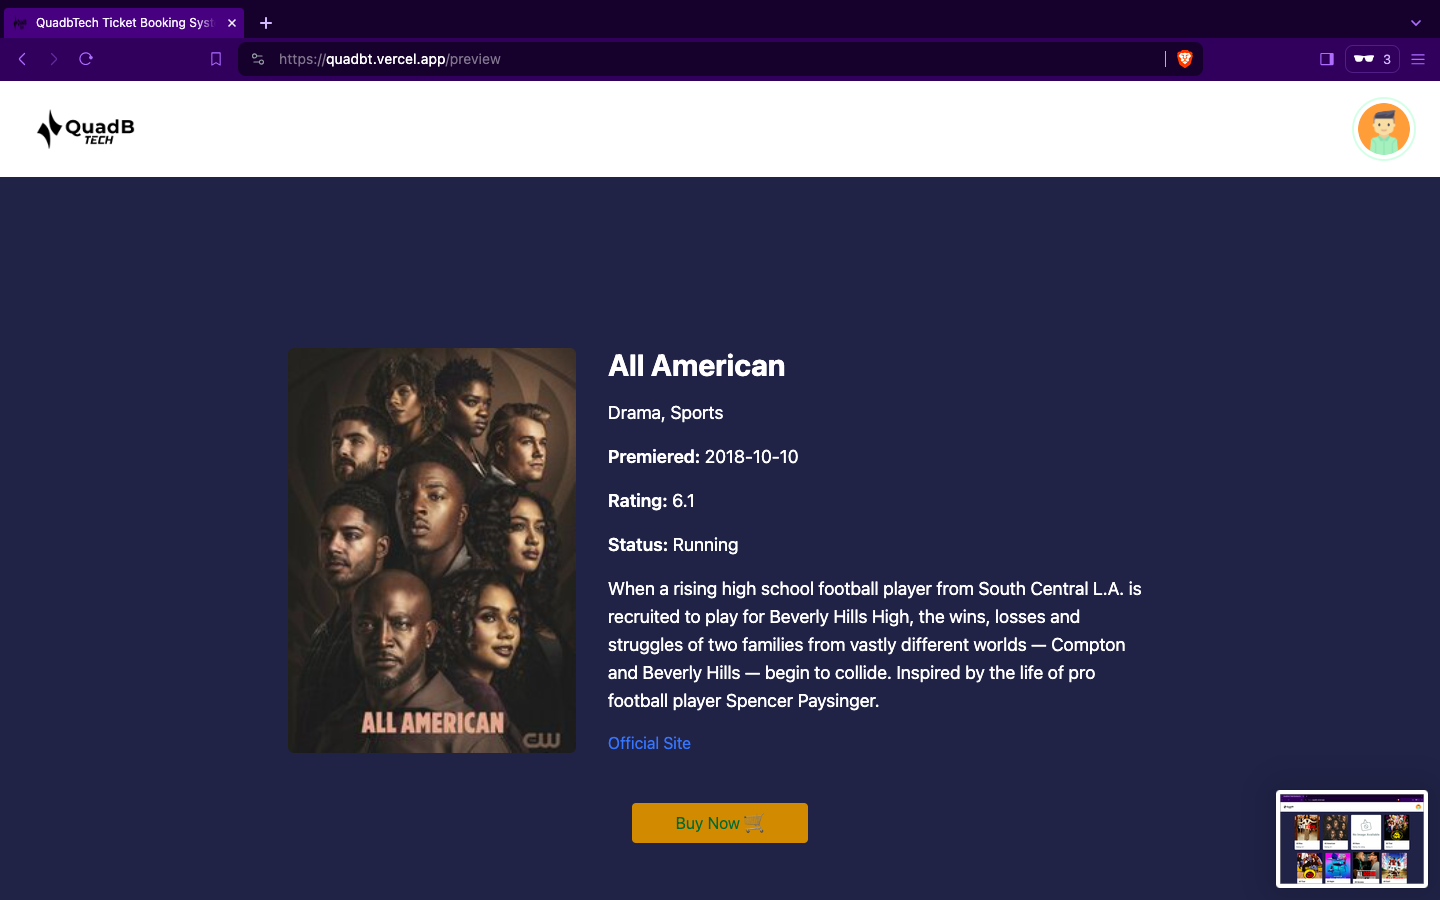 QuadbTech Ticket Booking Syst
https://quadbt.vercel.app/preview
3
QuadB
TECH
All American
Drama, Sports
Premiered: 2018-10-10
Rating: 6.1
Status: Running
When a rising high school football player from South Central L.A. is
recruited to play for Beverly Hills High, the wins, losses and
struggles of two families from vastly different worlds — Compton
and Beverly Hills — begin to collide. Inspired by the life of pro
football player Spencer Paysinger.
Official Site
ALL AMERICAN
CW
Buy Now